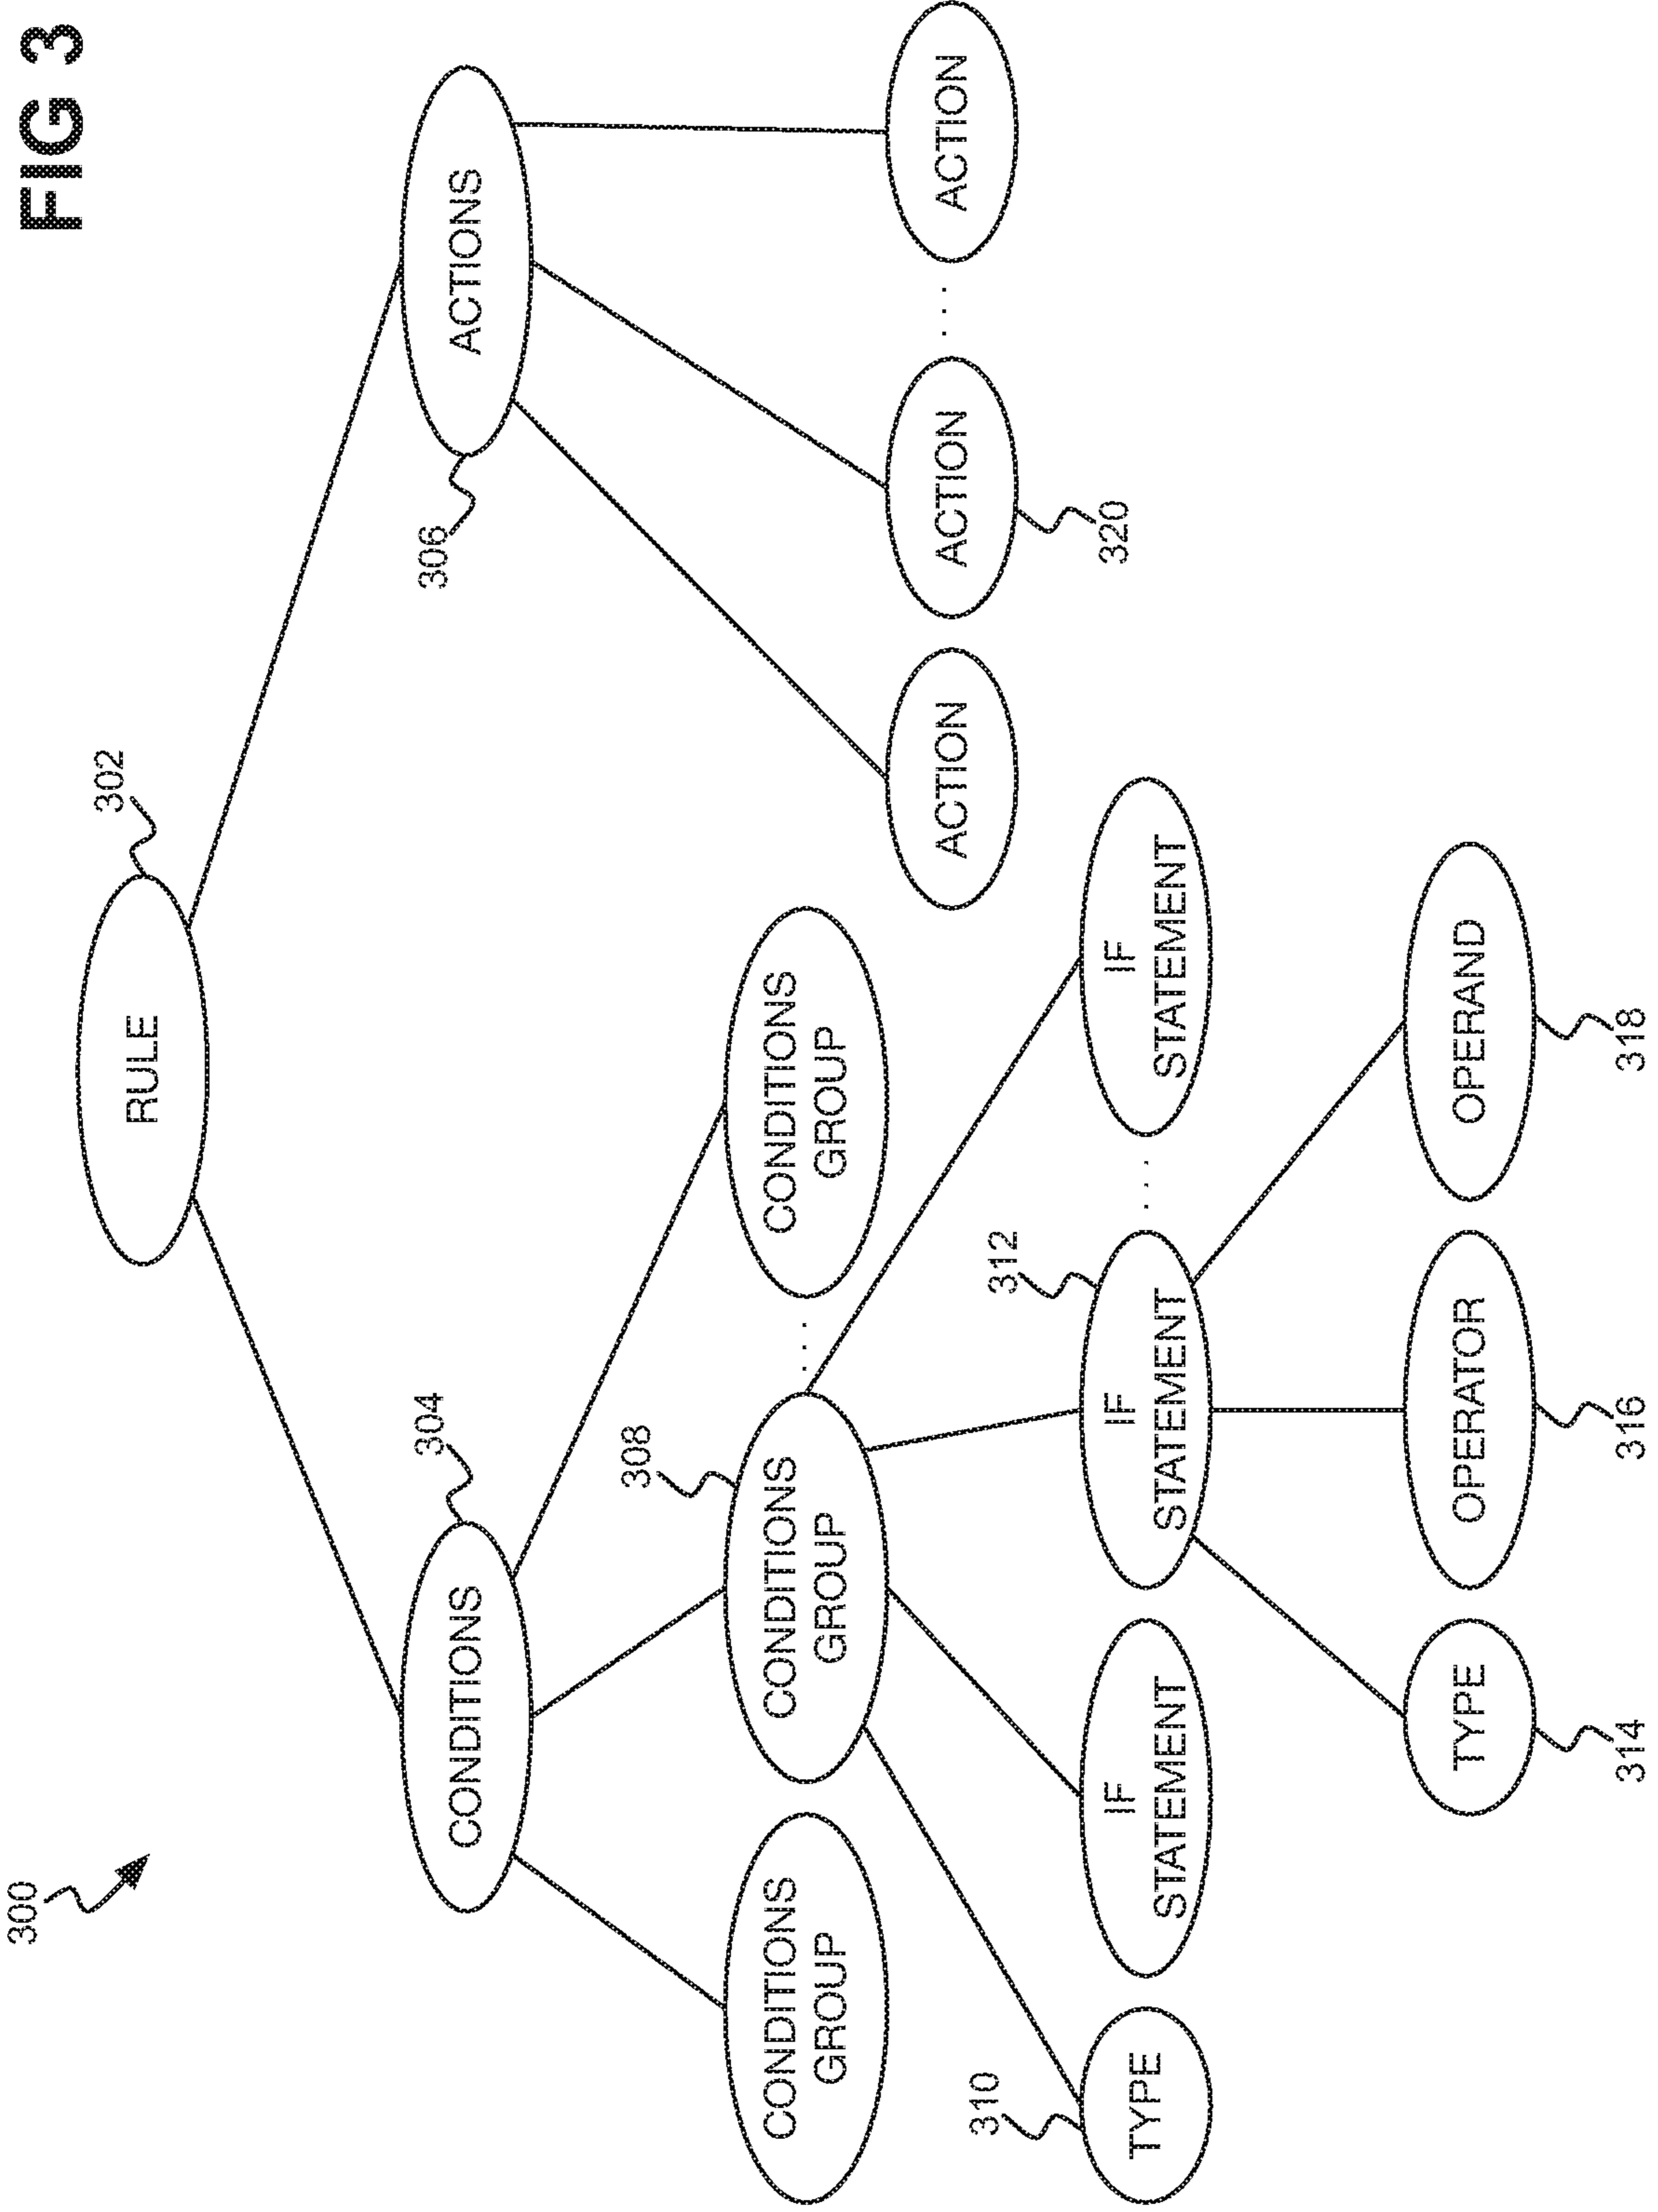 FIG 3
300
302
RULE
304
306
CONDITIONS
ACTIONS
308
CONDITIONS
GROUP
CONDITIONS
GROUP
. . .
CONDITIONS
GROUP
ACTION
ACTION
. . .
ACTION
320
310
312
TYPE
IF
STATEMENT
IF
STATEMENT
. . .
IF
STATEMENT
TYPE
OPERATOR
OPERAND
314
316
318